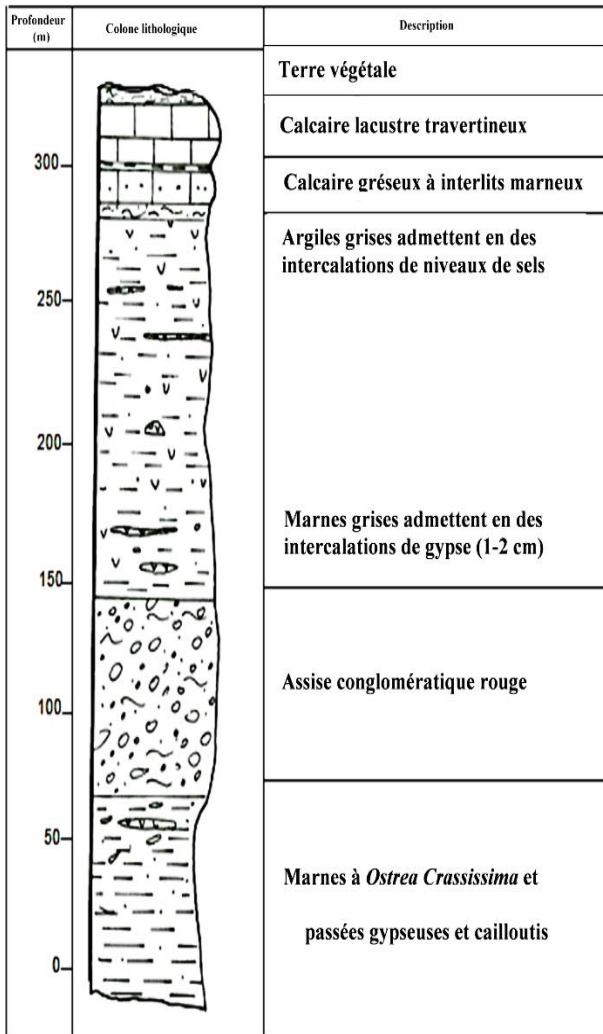 Profondeur
(m)
Colone lithologique
Description
Terre végétale
Calcaire lacustre travertineux
300
Calcaire gréseux à interlits marneux
Argiles grises admettent en des
intercalations de niveaux de sels
250
200
Marnes grises admettent en des
intercalations de gypse (1-2 cm)
150
Assise conglomératique rouge
100
50
Marnes à Ostrea Crassissima et
passées gypseuses et cailloutis
0